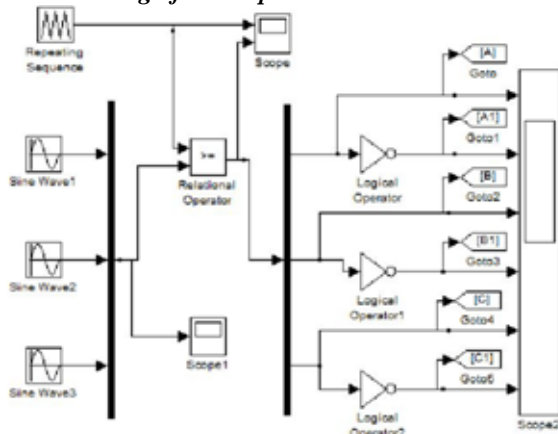 [A]
Goto
Repeating
Sequence
Scope
[A1]
Goto1
Sine Wave1
>=
Relational
Operator
Logical
Operator
[B]
Goto2
Sine Wave2
[B1]
Goto3
Logical
Operator1
Scope1
[C]
Goto4
Sine Wave3
[C1]
Goto5
Logical
Operator2
Scope2